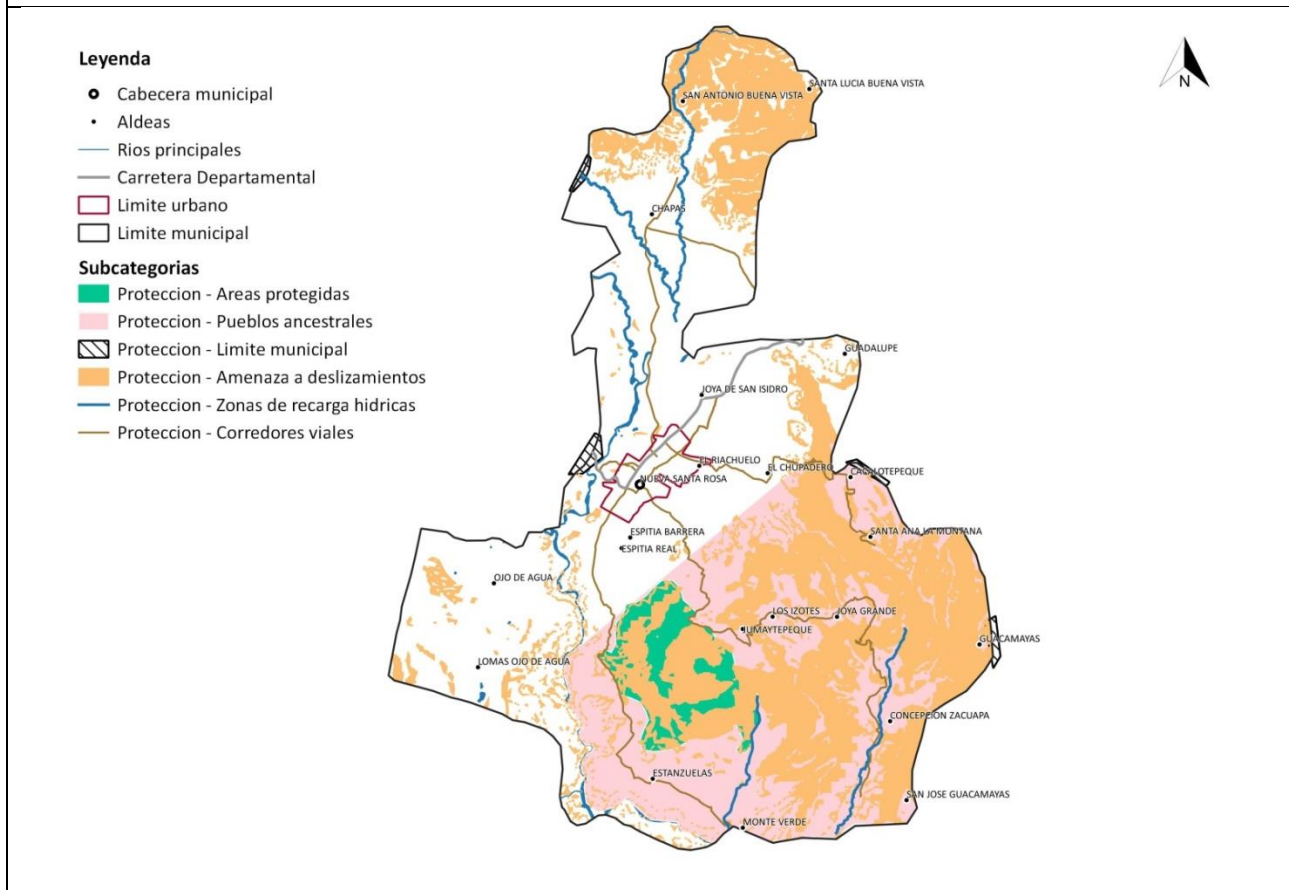 Leyenda
Cabecera municipal
Aldeas
Rios principales
Carretera Departamental
Limite urbano
Limite municipal
Subcategorias
Proteccion - Areas protegidas
Proteccion - Pueblos ancestrales
Proteccion - Limite municipal
Proteccion - Amenaza a deslizamientos
Proteccion - Zonas de recarga hidricas
Proteccion - Corredores viales
N
SANTA LUCIA BUENA VISTA
SAN ANTONIO BUENA VISTA
CHAPAS
GUADALUPE
JOYA DE SAN ISIDRO
EL RIACHUELO
EL CHUPADERO
CACALOTEPEQUE
NUEVA SANTA ROSA
ESPITIA BARRERA
SANTA ANA LA MONTANA
ESPITIA REAL
OJO DE AGUA
LOS IZOTES
JOYA GRANDE
JUMAYTEPEQUE
GUACAMAYAS
LOMAS OJO DE AGUA
CONCEPCION ZACUAPA
ESTANZUELAS
SAN JOSE GUACAMAYAS
MONTE VERDE